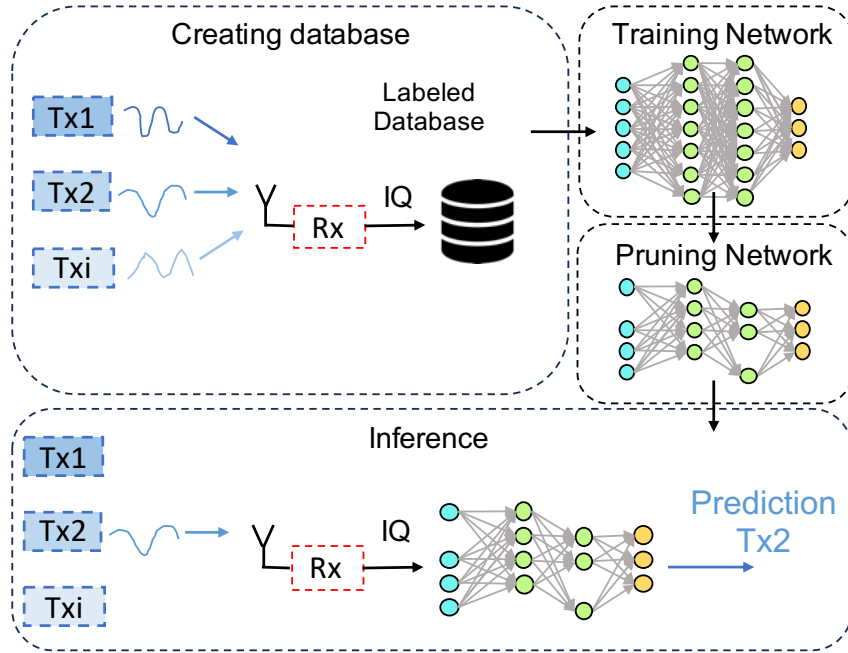 Creating database
Tx1
Tx2
Txi
Rx
IQ
Labeled
Database
Training Network
Pruning Network
Inference
Tx1
Tx2
Txi
Rx
IQ
Prediction
Tx2